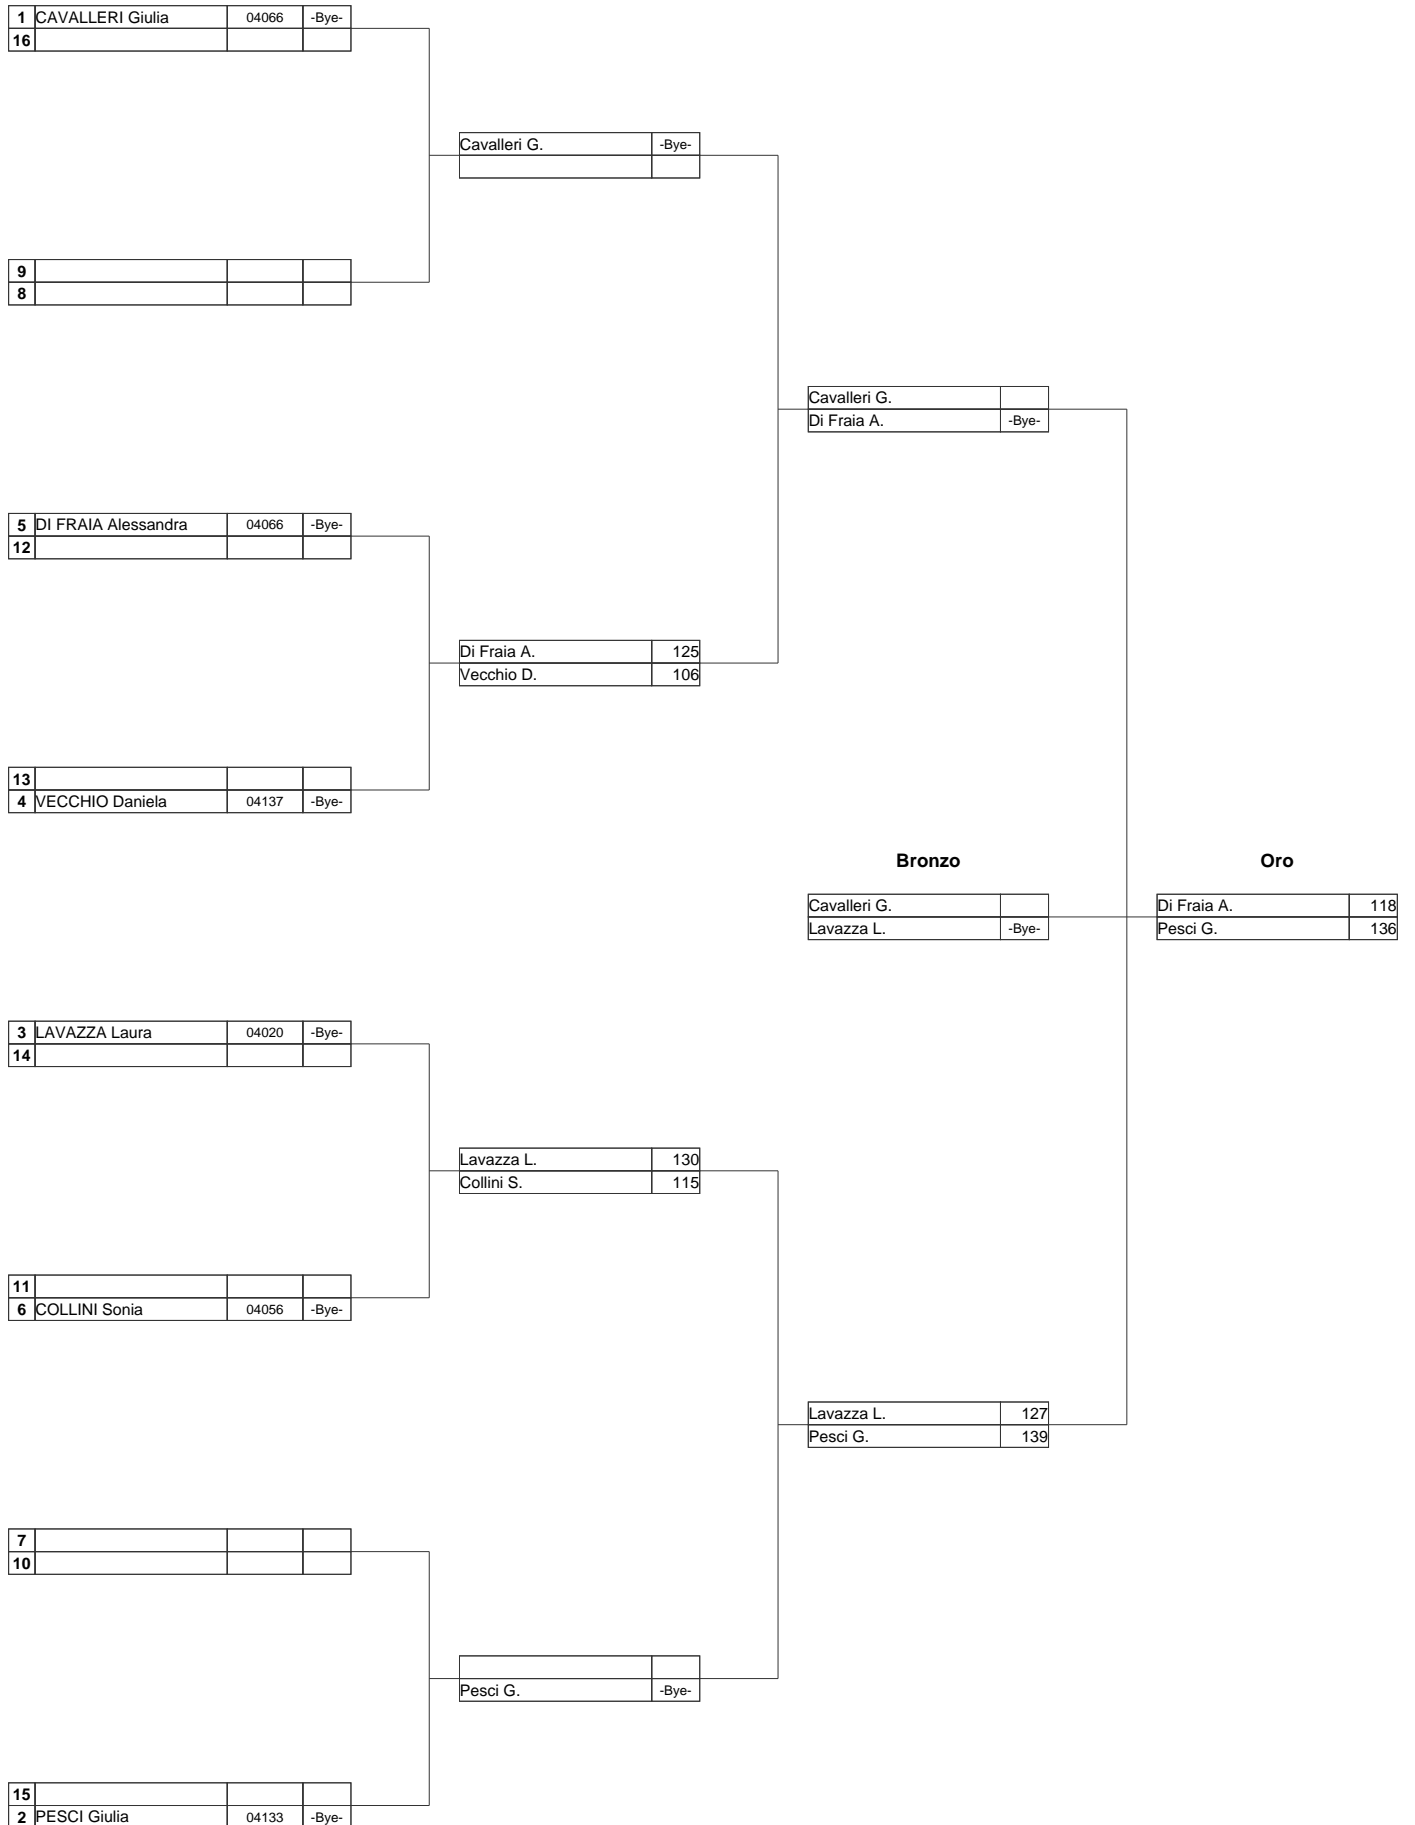 1 CAVALLERI Giulia 04066 -Bye-
16
Cavalleri G. -Bye-
9
8
Cavalleri G.
Di Fraia A. -Bye-
5 DI FRAIA Alessandra 04066 -Bye-
12
Di Fraia A. 125
Vecchio D. 106
13
4 VECCHIO Daniela 04137 -Bye-
Bronzo Oro
Cavalleri G. Di Fraia A. 118
Lavazza L. -Bye- Pesci G. 136
3 LAVAZZA Laura 04020 -Bye-
14
Lavazza L. 130
Collini S. 115
11
6 COLLINI Sonia 04056 -Bye-
Lavazza L. 127
Pesci G. 139
7
10
Pesci G. -Bye-
15
2 PESCI Giulia 04133 -Bye-